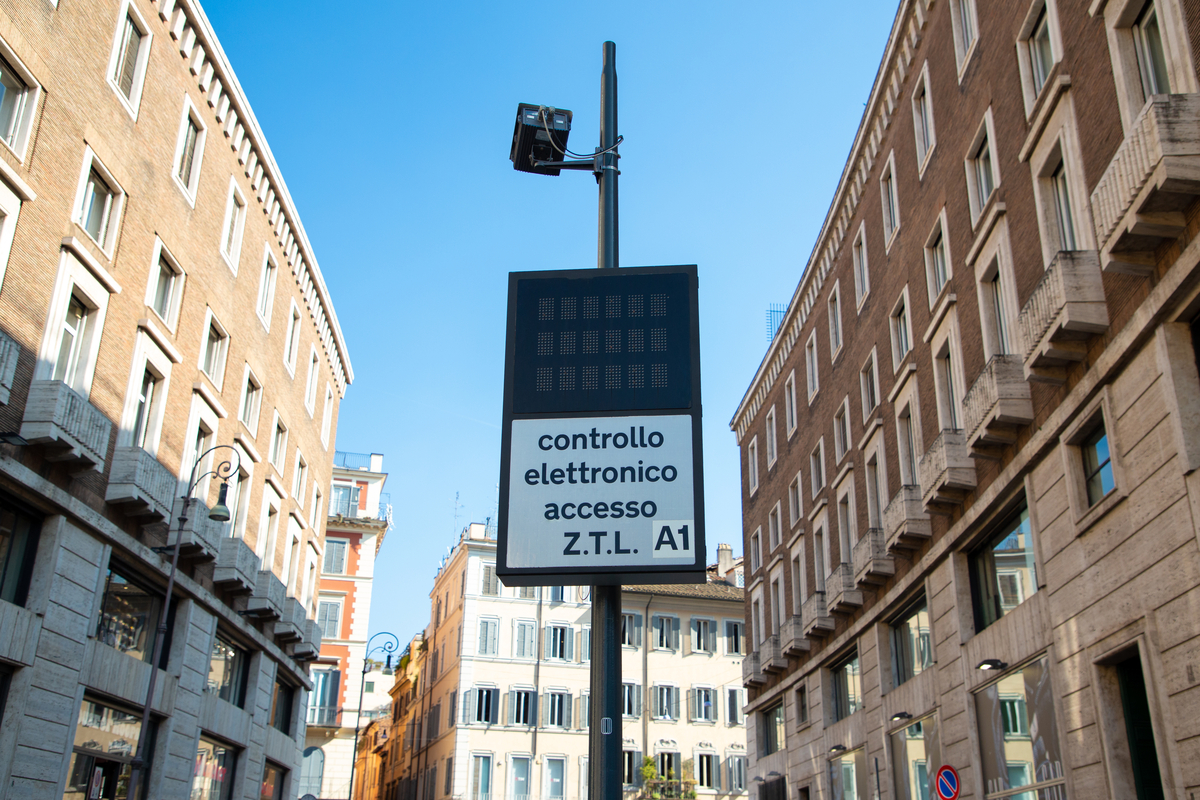 controllo
elettronico
accesso
Z.T.L. A1